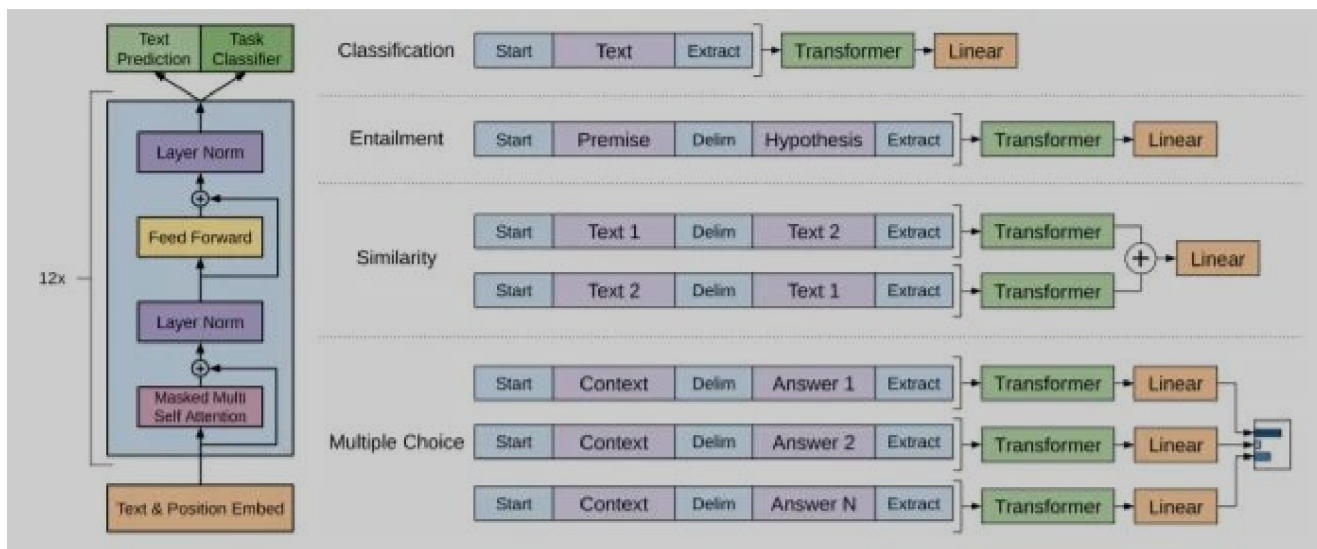 Text
Prediction
Task
Classifier
Layer Norm
Feed Forward
12x
Layer Norm
Masked Multi
Self Attention
Text & Position Embed
Classification
Start Text Extract Transformer Linear
Entailment
Start Premise Delim Hypothesis Extract Transformer Linear
Similarity
Start Text 1 Delim Text 2 Extract Transformer
+ Linear
Start Text 2 Delim Text 1 Extract Transformer
Multiple Choice
Start Context Delim Answer 1 Extract Transformer Linear
Start Context Delim Answer 2 Extract Transformer Linear
Start Context Delim Answer N Extract Transformer Linear